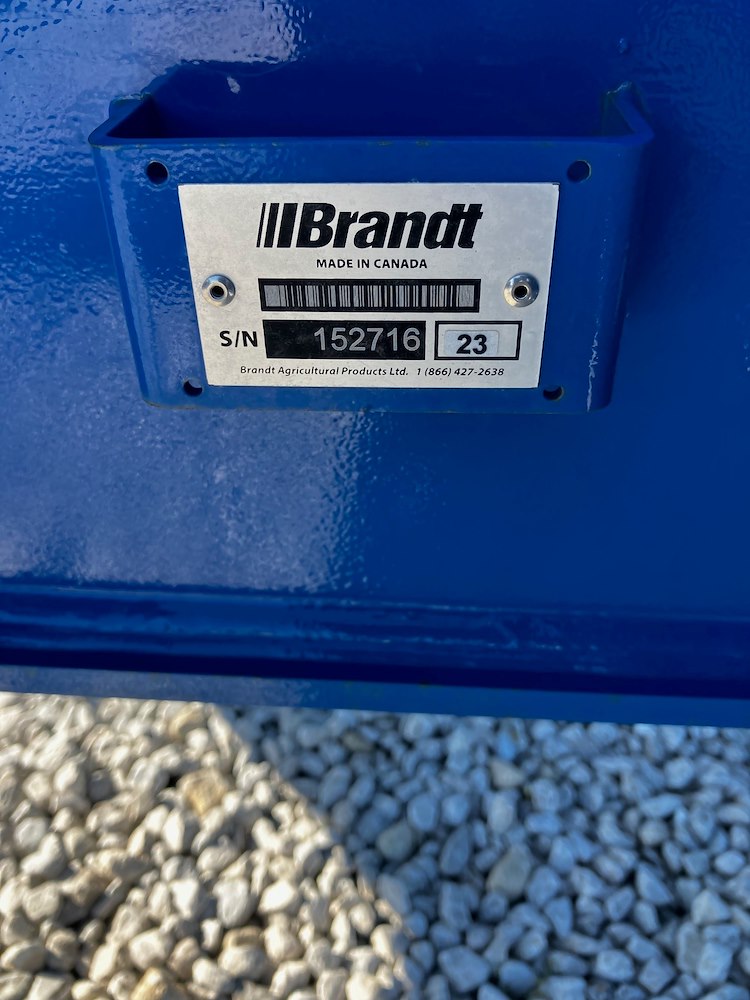 Brandt
MADE IN CANADA
S/N 152716 23
Brandt Agricultural Products Ltd. 1 (866) 427-2638